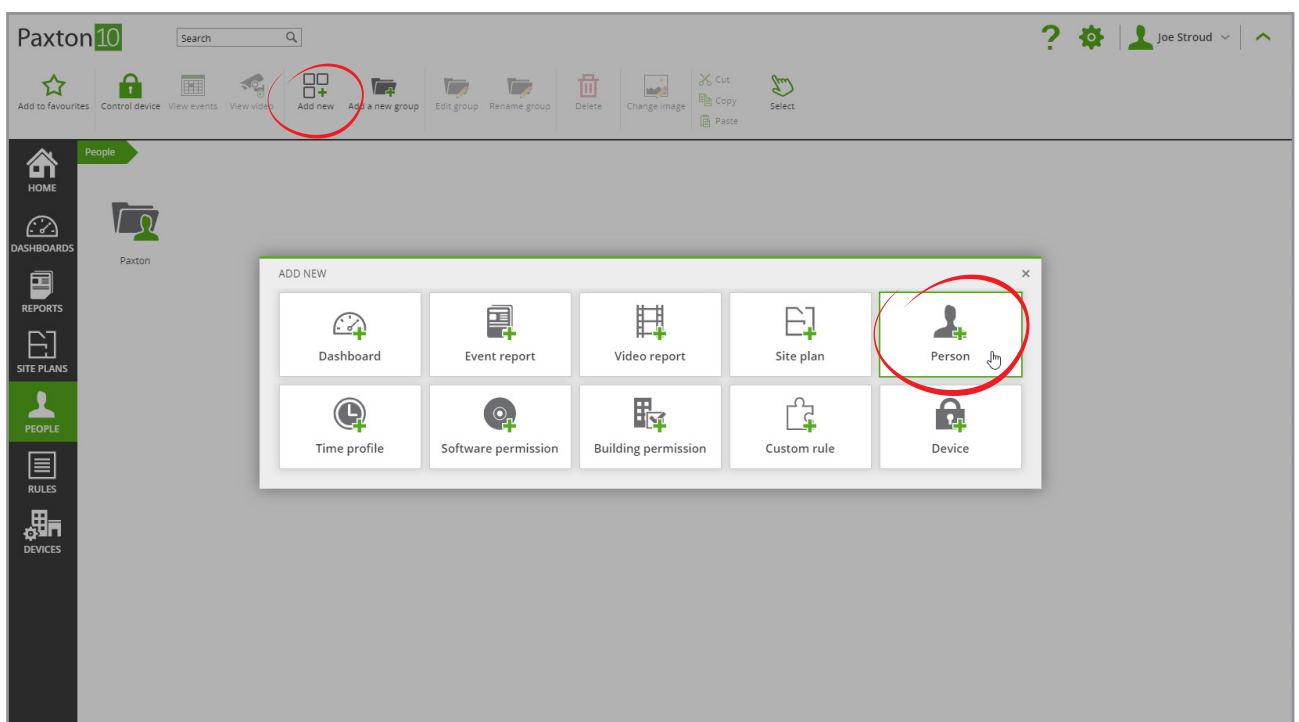 Paxton10
Search
Joe Stroud
Add to favourites
Control device
View events
View video
Add new
Add a new group
Edit group
Rename group
Delete
Change image
Cut
Copy
Paste
Select
HOME
DASHBOARDS
REPORTS
SITE PLANS
PEOPLE
RULES
DEVICES
People
Paxton
ADD NEW
Dashboard
Event report
Video report
Site plan
Person
Time profile
Software permission
Building permission
Custom rule
Device